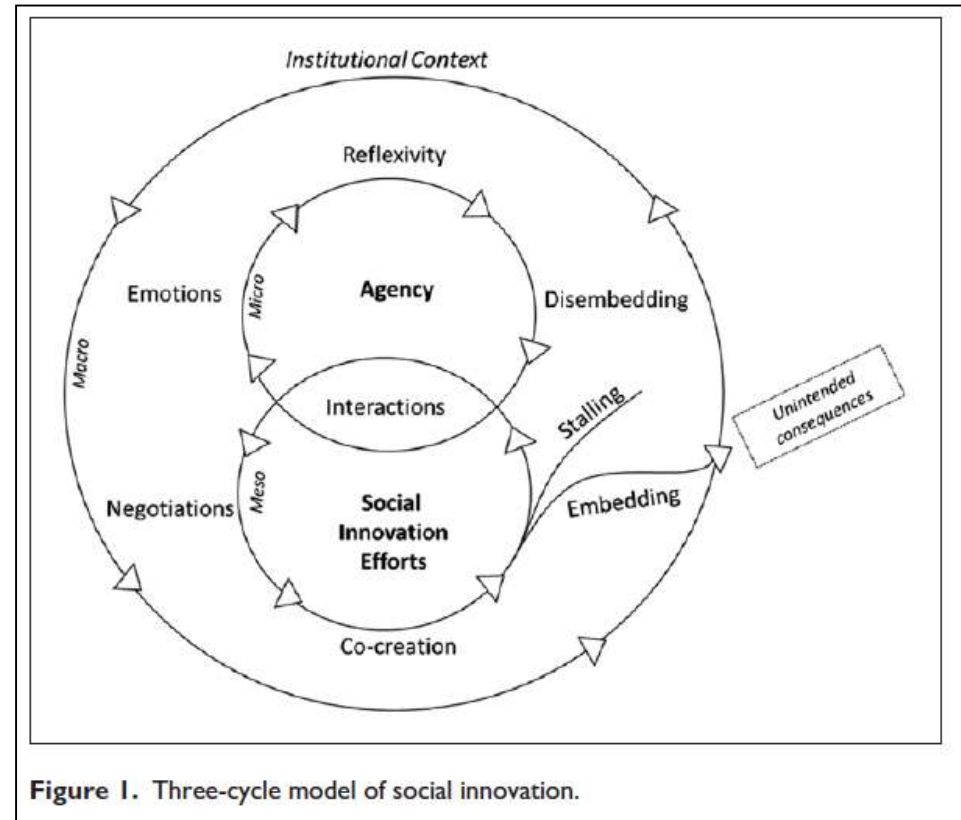 Institutional Context
Reflexivity
Emotions
Micro
Agency
Disembedding
Macro
Interactions
Stalling
Unintended
consequences
Negotiations
Meso
Social
Innovation
Efforts
Embedding
Co-creation
Figure 1. Three-cycle model of social innovation.